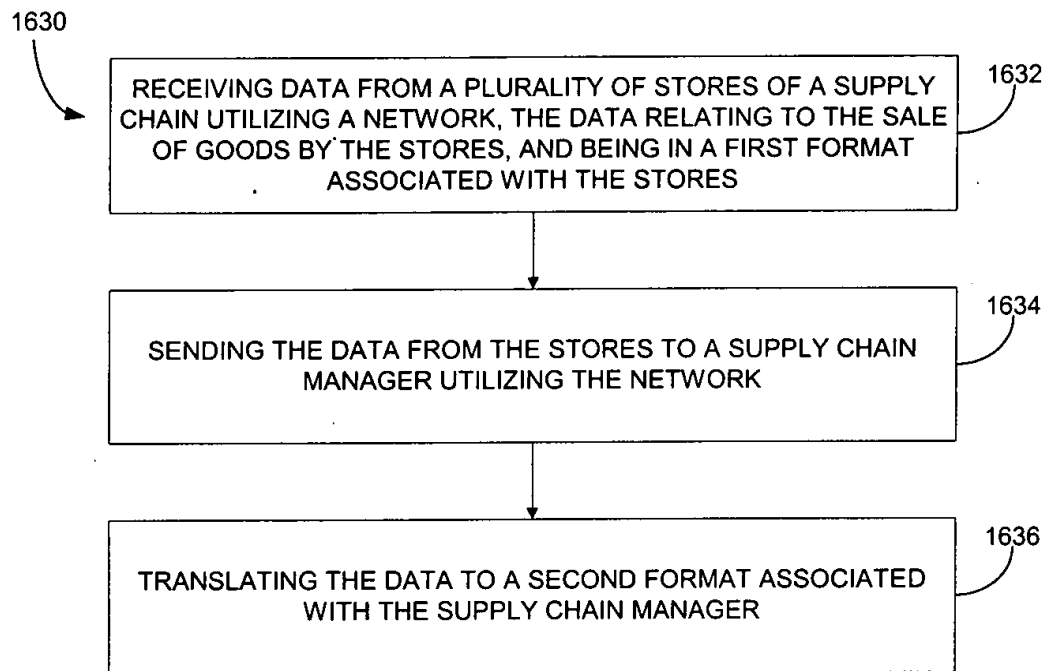 1630
RECEIVING DATA FROM A PLURALITY OF STORES OF A SUPPLY
CHAIN UTILIZING A NETWORK, THE DATA RELATING TO THE SALE
OF GOODS BY THE STORES, AND BEING IN A FIRST FORMAT
ASSOCIATED WITH THE STORES
1632
SENDING THE DATA FROM THE STORES TO A SUPPLY CHAIN
MANAGER UTILIZING THE NETWORK
1634
TRANSLATING THE DATA TO A SECOND FORMAT ASSOCIATED
WITH THE SUPPLY CHAIN MANAGER
1636